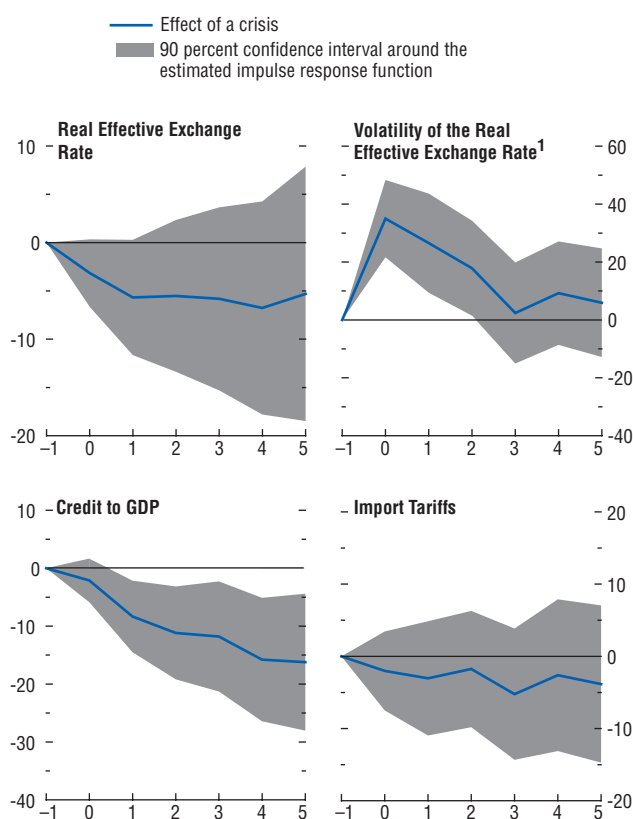 Effect of a crisis
90 percent confidence interval around the
estimated impulse response function
Real Effective Exchange
Rate
10
0
-10
-20
–1 0 1 2 3 4 5
Volatility of the Real
Effective Exchange Rate1
60
40
20
0
-20
-40
–1 0 1 2 3 4 5
Credit to GDP
10
0
-10
-20
-30
-40
–1 0 1 2 3 4 5
Import Tariffs
20
10
0
-10
-20
–1 0 1 2 3 4 5